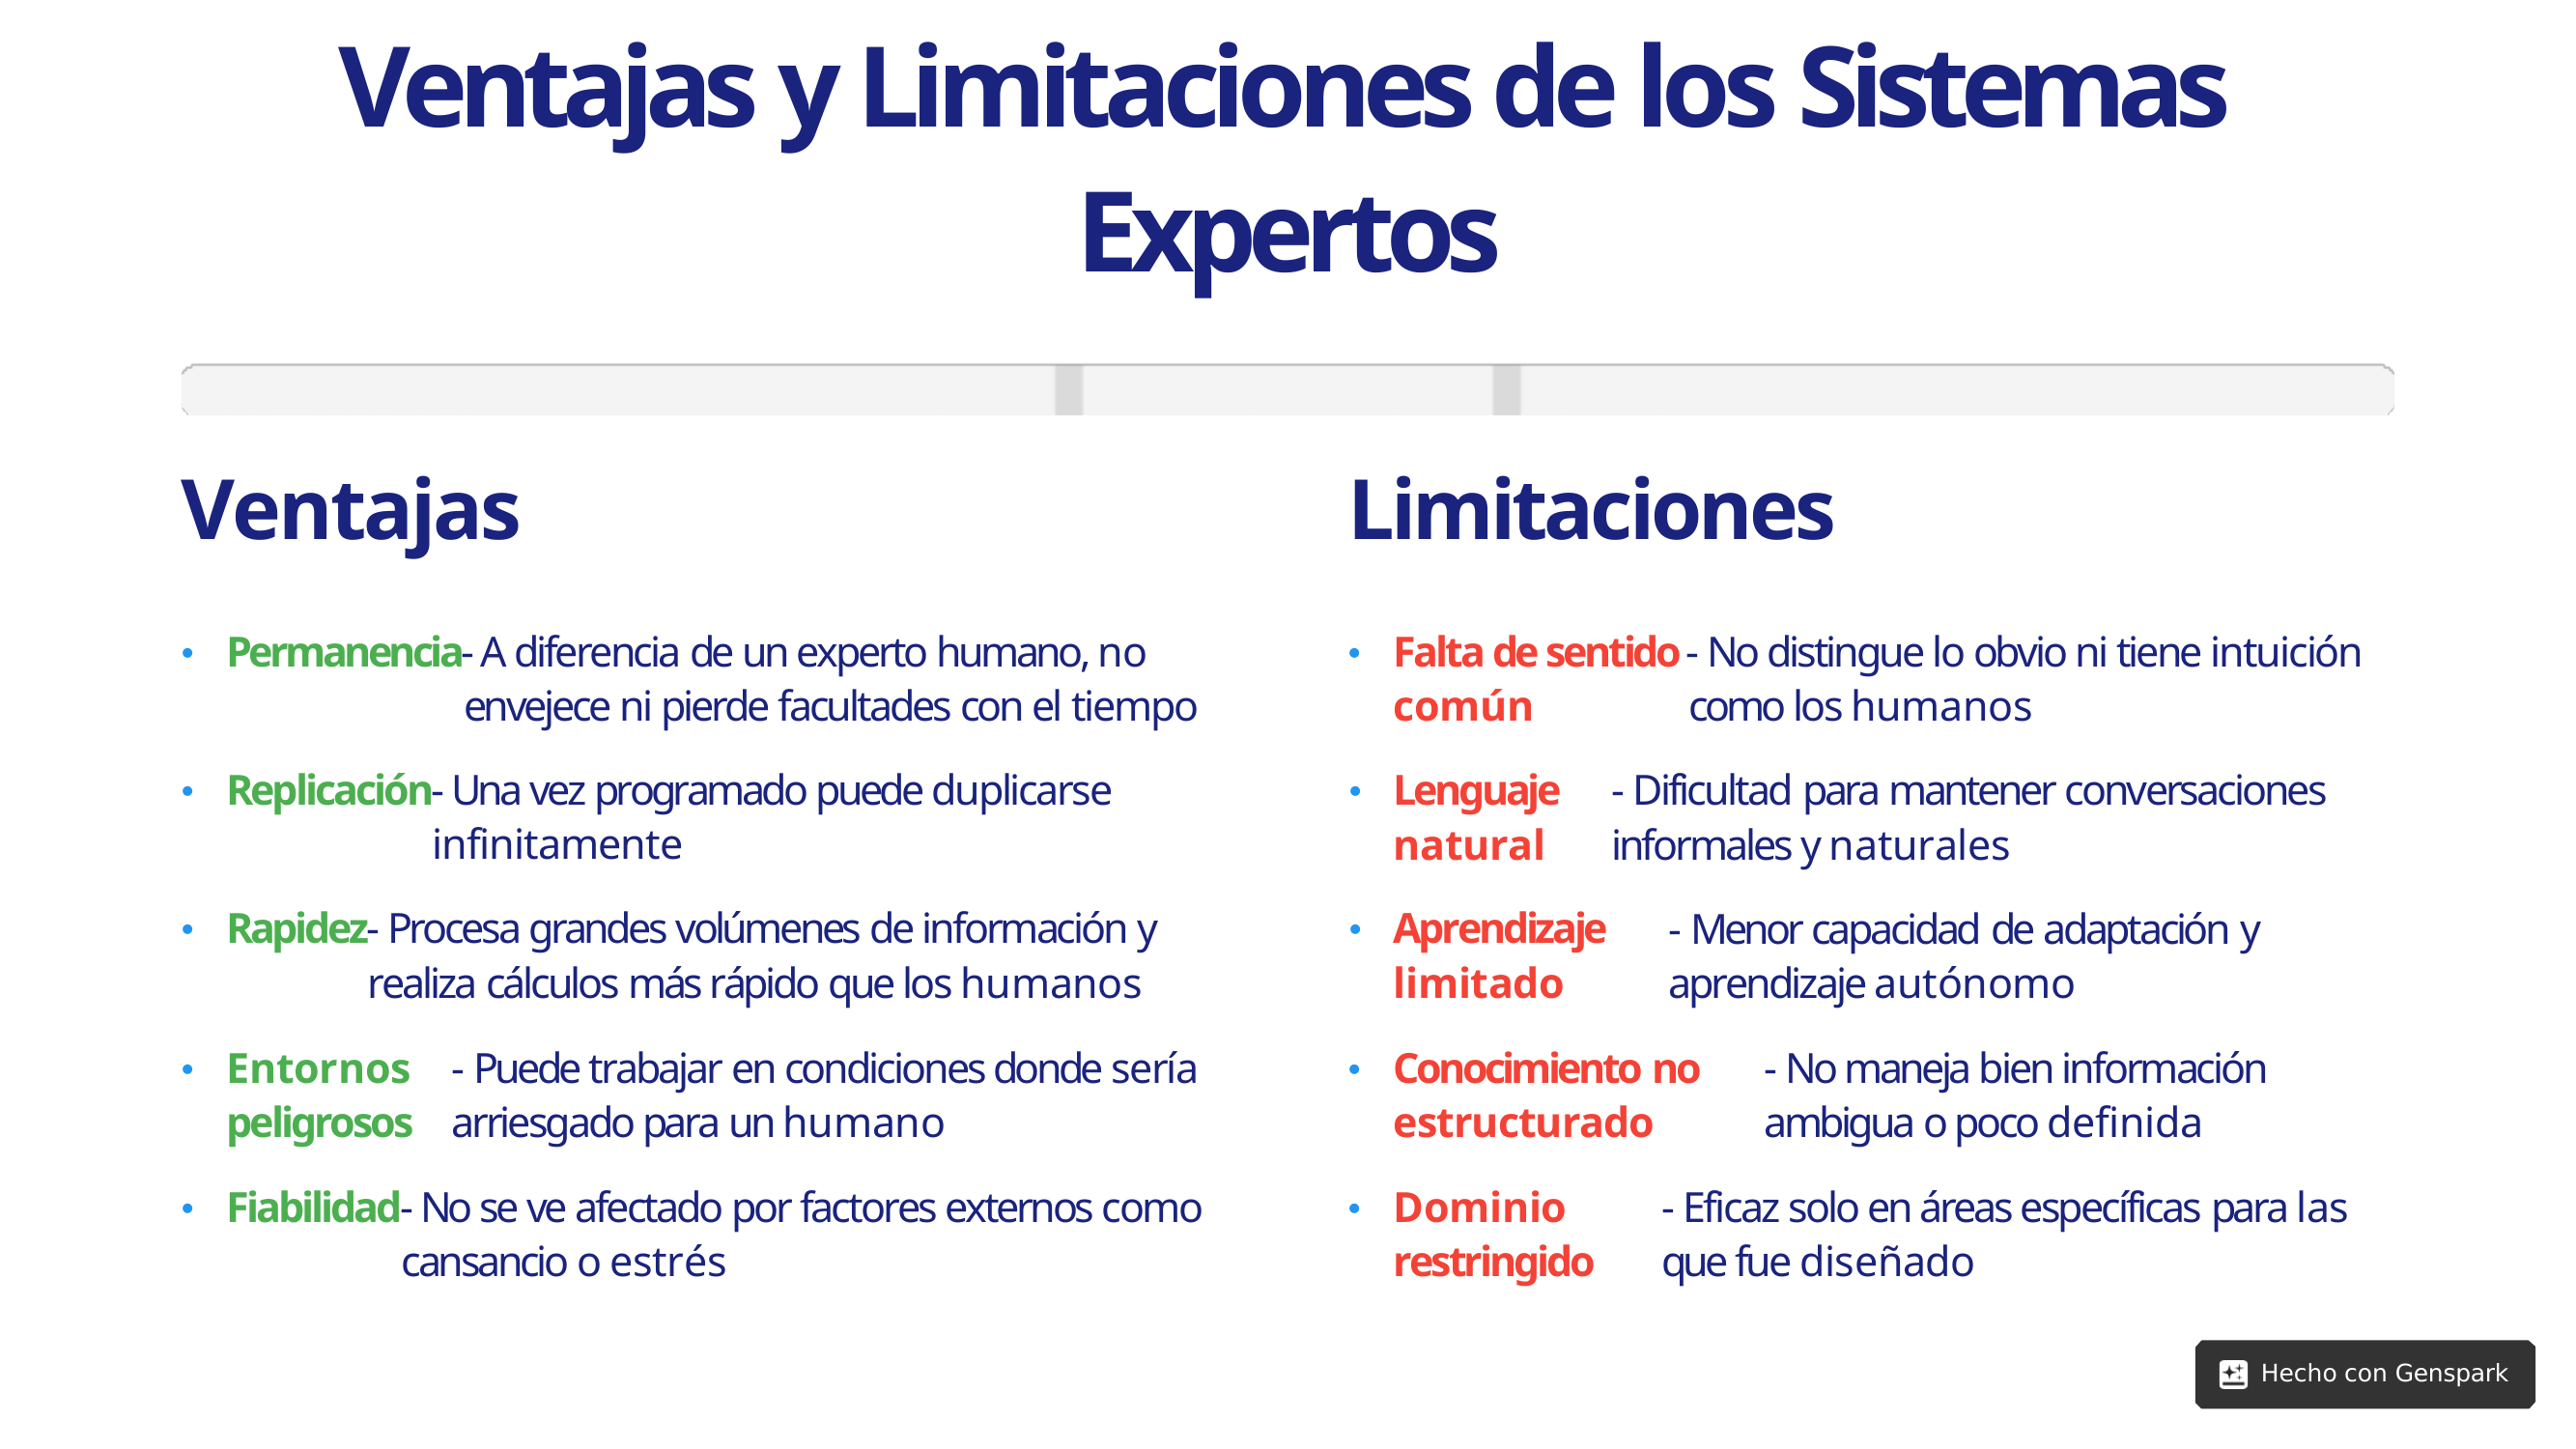 Ventajas y Limitaciones de los Sistemas
Expertos
Ventajas
• Permanencia- A diferencia de un experto humano, no
envejece ni pierde facultades con el tiempo
• Replicación- Una vez programado puede duplicarse
infinitamente
• Rapidez- Procesa grandes volúmenes de información y
realiza cálculos más rápido que los humanos
• Entornos - Puede trabajar en condiciones donde sería
peligrosos arriesgado para un humano
• Fiabilidad- No se ve afectado por factores externos como
cansancio o estrés
Limitaciones
• Falta de sentido - No distingue lo obvio ni tiene intuición
común como los humanos
• Lenguaje - Dificultad para mantener conversaciones
natural informales y naturales
• Aprendizaje - Menor capacidad de adaptación y
limitado aprendizaje autónomo
• Conocimiento no - No maneja bien información
estructurado ambigua o poco definida
• Dominio - Eficaz solo en áreas específicas para las
restringido que fue diseñado
Hecho con Genspark